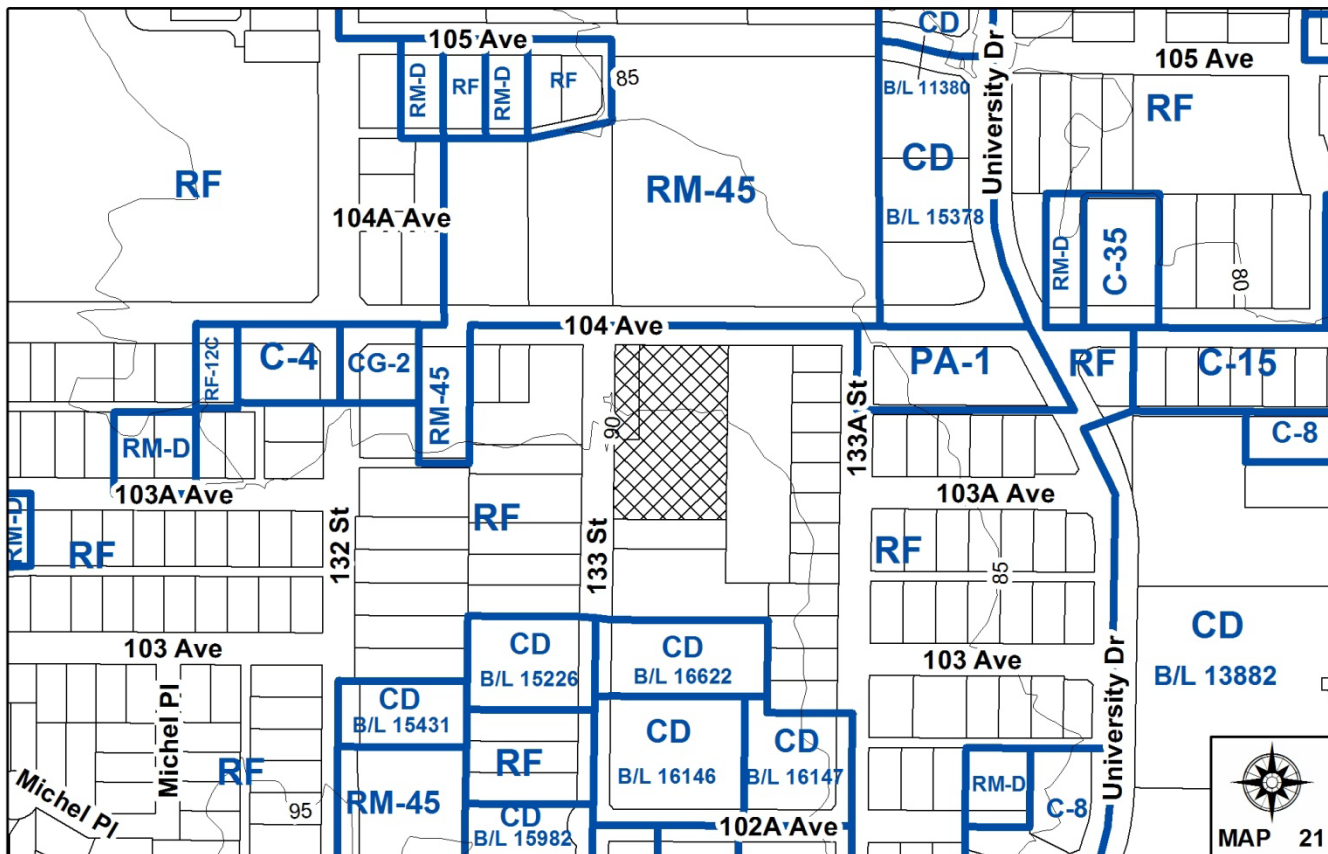 CD
105 Ave
RM-D
RF
RM-D
RF
85
B/L 11380
University Dr
105 Ave
RF
RF
RM-45
CD
B/L 15378
104A Ave
RM-D
C-35
80
104 Ave
RF-12C
C-4
CG-2
RM-45
PA-1
RF
C-15
133A St
90
RM-D
C-8
103A Ave
103A Ave
RM-D
RF
132 St
RF
133 St
RF
85
103 Ave
CD
B/L 15226
CD
B/L 16622
103 Ave
CD
B/L 13882
University Dr
Michel Pl
CD
B/L 15431
RF
RF
CD
B/L 16146
CD
B/L 16147
Michel Pl
95
RM-45
CD
B/L 15982
102A Ave
RM-D
C-8
MAP 21